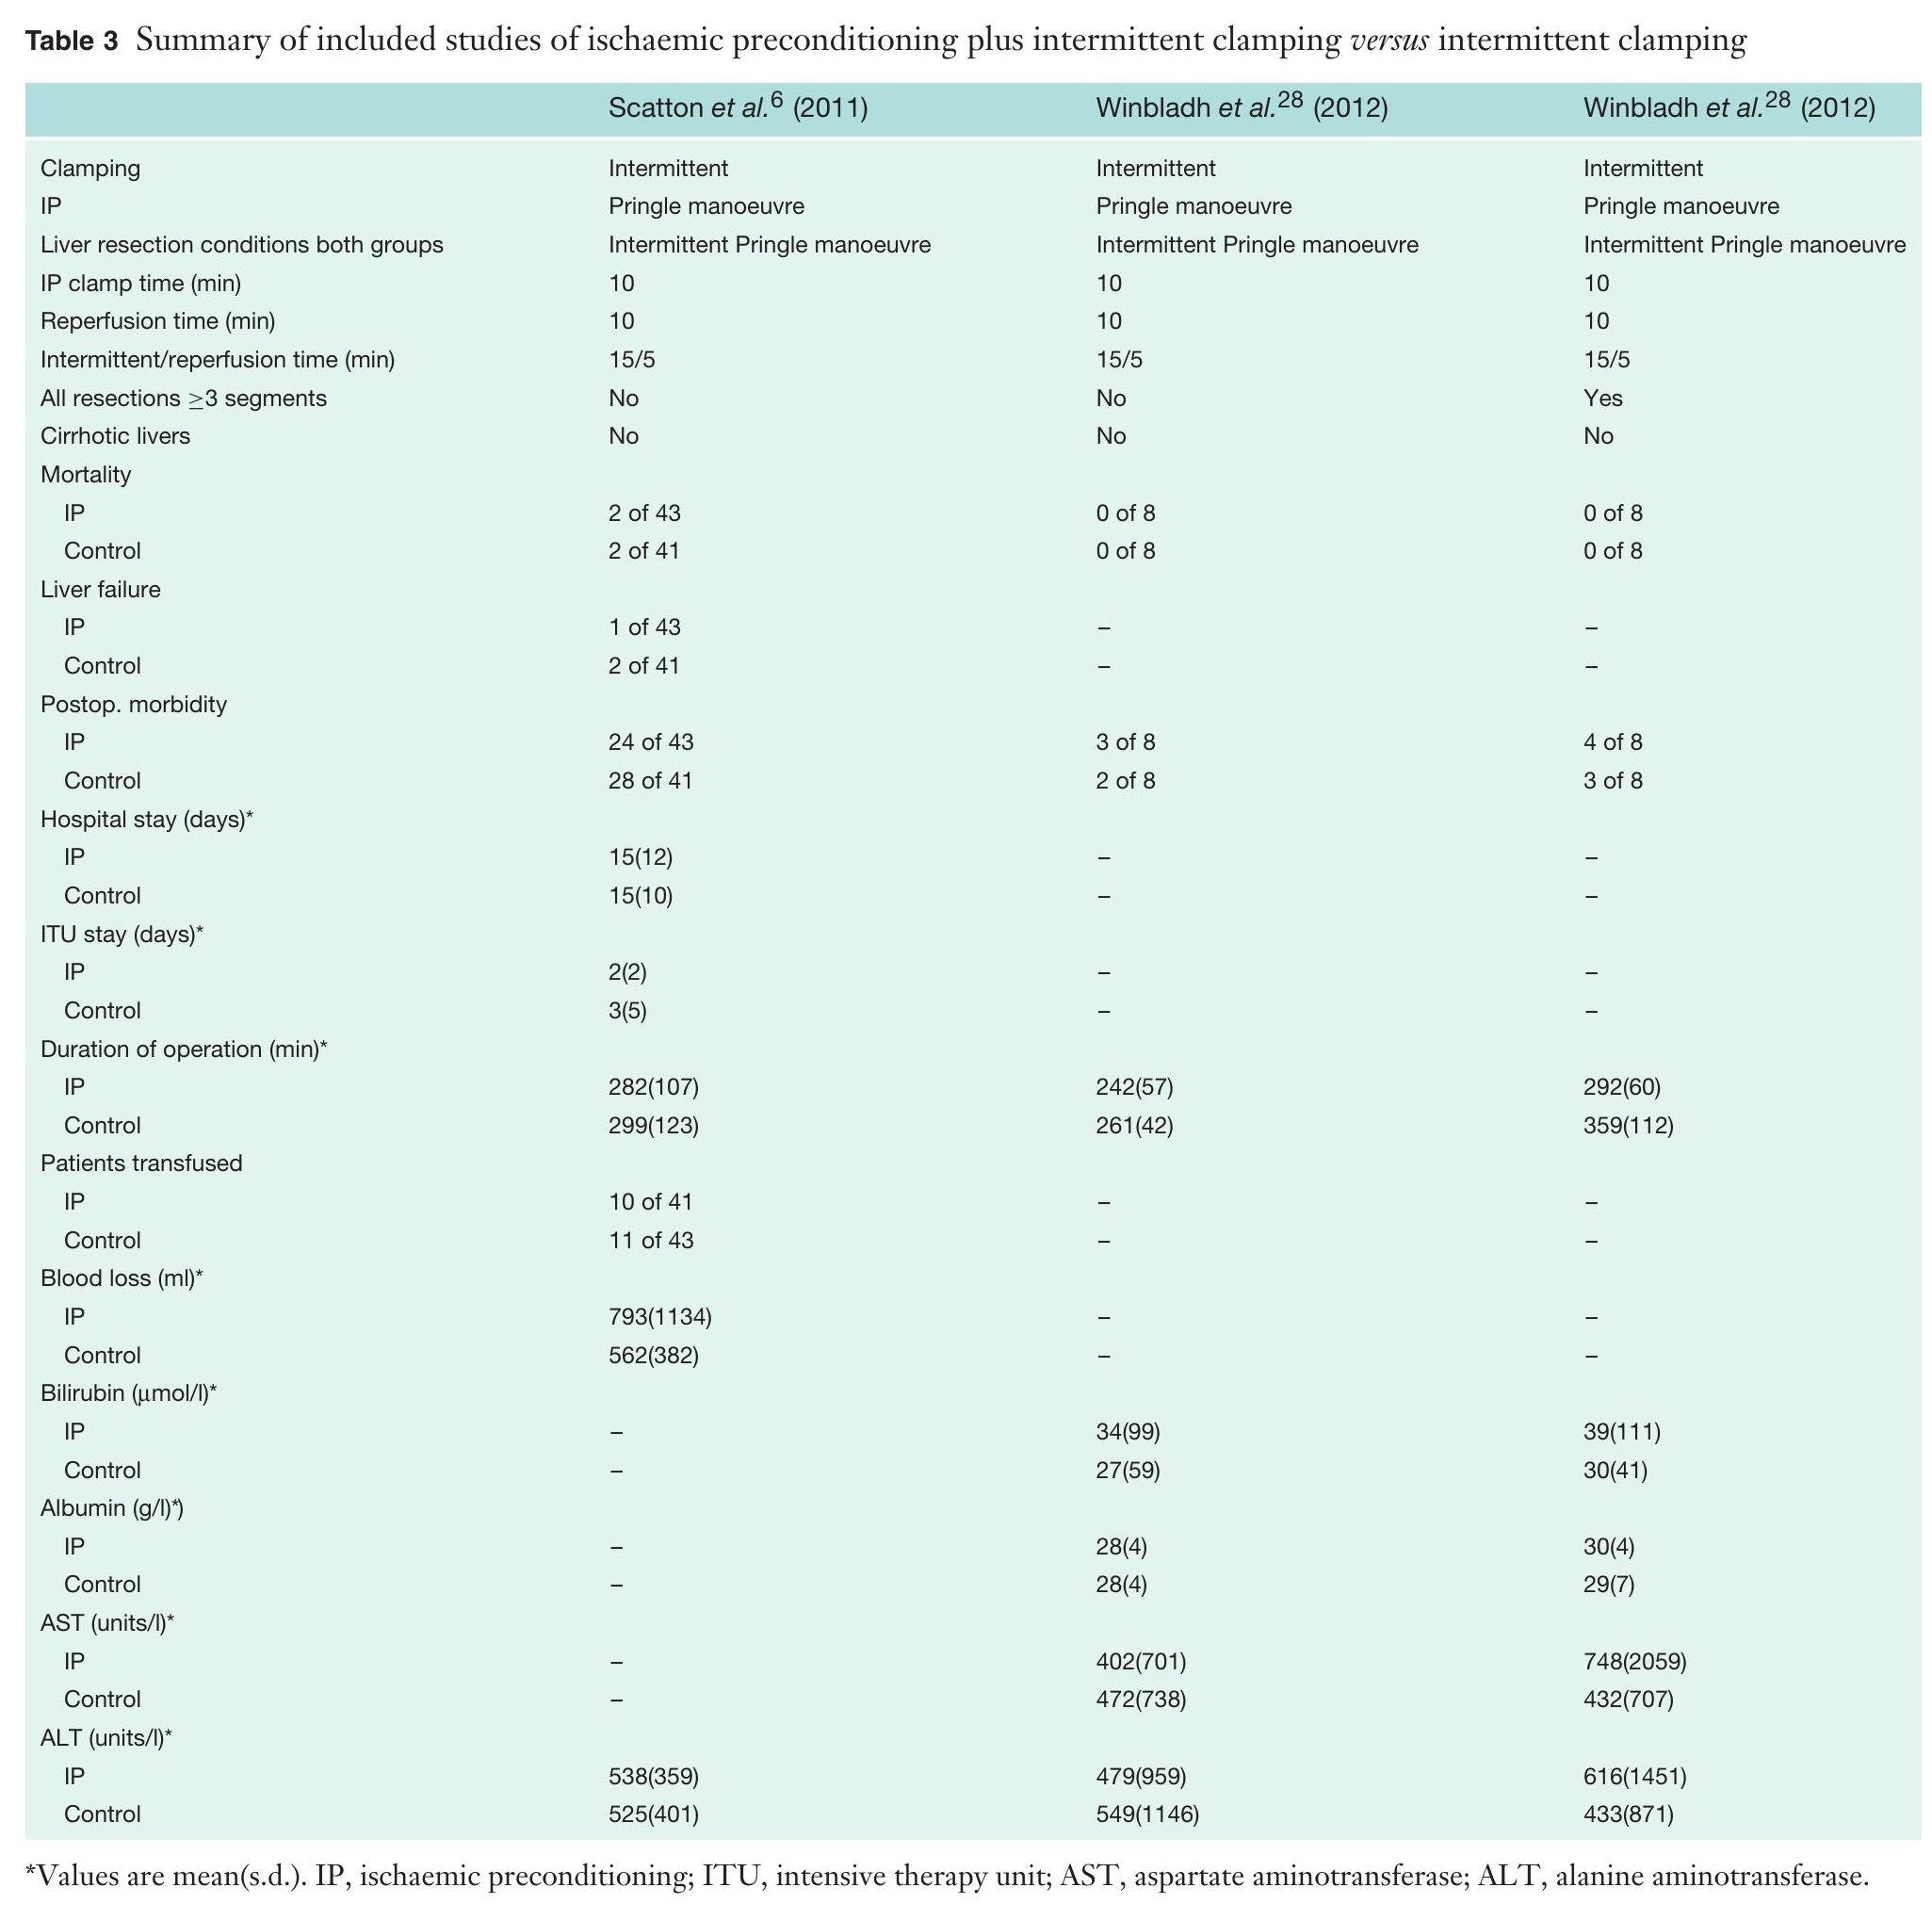 Table 3 Summary of included studies of ischaemic preconditioning plus intermittent clamping versus intermittent clamping
Scatton et al.6 (2011) Winbladh et al.28 (2012) Winbladh et al.28 (2012)
Clamping Intermittent Intermittent Intermittent
IP Pringle manoeuvre Pringle manoeuvre Pringle manoeuvre
Liver resection conditions both groups Intermittent Pringle manoeuvre Intermittent Pringle manoeuvre Intermittent Pringle manoeuvre
IP clamp time (min) 10 10 10
Reperfusion time (min) 10 10 10
Intermittent/reperfusion time (min) 15/5 15/5 15/5
All resections ≥3 segments No No Yes
Cirrhotic livers No No No
Mortality
IP 2 of 43 0 of 8 0 of 8
Control 2 of 41 0 of 8 0 of 8
Liver failure
IP 1 of 43 – –
Control 2 of 41 – –
Postop. morbidity
IP 24 of 43 3 of 8 4 of 8
Control 28 of 41 2 of 8 3 of 8
Hospital stay (days)*
IP 15(12) – –
Control 15(10) – –
ITU stay (days)*
IP 2(2) – –
Control 3(5) – –
Duration of operation (min)*
IP 282(107) 242(57) 292(60)
Control 299(123) 261(42) 359(112)
Patients transfused
IP 10 of 41 – –
Control 11 of 43 – –
Blood loss (ml)*
IP 793(1134) – –
Control 562(382) – –
Bilirubin (μmol/l)*
IP – 34(99) 39(111)
Control – 27(59) 30(41)
Albumin (g/l)*)
IP – 28(4) 30(4)
Control – 28(4) 29(7)
AST (units/l)*
IP – 402(701) 748(2059)
Control – 472(738) 432(707)
ALT (units/l)*
IP 538(359) 479(959) 616(1451)
Control 525(401) 549(1146) 433(871)
*Values are mean(s.d.). IP, ischaemic preconditioning; ITU, intensive therapy unit; AST, aspartate aminotransferase; ALT, alanine aminotransferase.